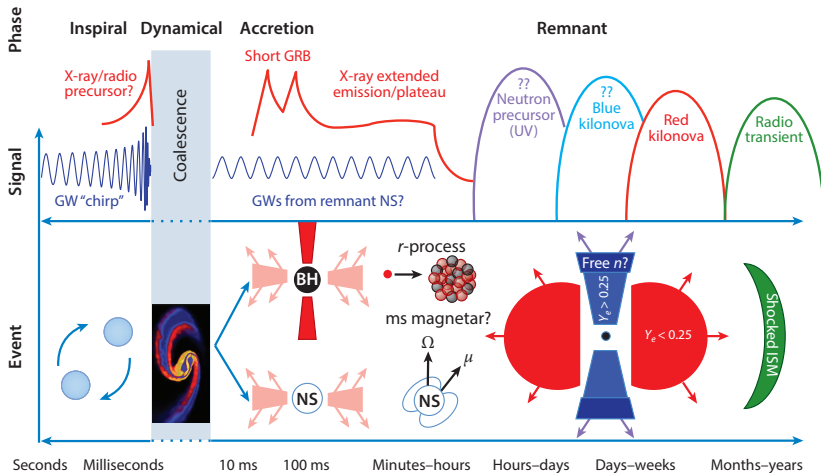 Phase
Inspiral
Dynamical
Accretion
Remnant
Signal
X-ray/radio
precursor?
Coalescence
Short GRB
X-ray extended
emission/plateau
??
Neutron
precursor
(UV)
??
Blue
kilonova
Red
kilonova
Radio
transient
GW "chirp"
GWs from remnant NS?
Event
BH
NS
r-process
ms magnetar?
Ω
μ
NS
Free n?
Ye > 0.25
Ye < 0.25
Shocked ISM
Seconds
Milliseconds
10 ms
100 ms
Minutes–hours
Hours–days
Days–weeks
Months–years